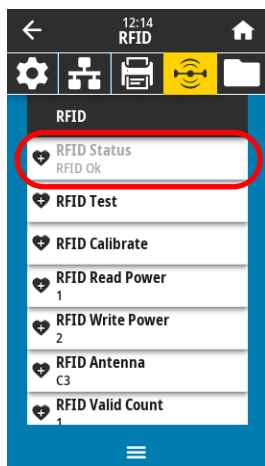 12:14
RFID
RFID
RFID Status
RFID Ok
RFID Test
RFID Calibrate
RFID Read Power
1
RFID Write Power
2
RFID Antenna
C3
RFID Valid Count
1